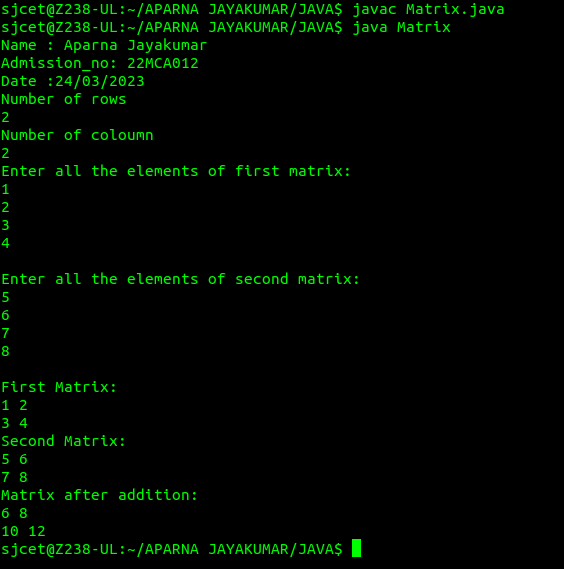 sjcet@Z238-UL:~/APARNA JAYAKUMAR/JAVA$ javac Matrix.java
sjcet@Z238-UL:~/APARNA JAYAKUMAR/JAVA$ java Matrix
Name : Aparna Jayakumar
Admission_no: 22MCA012
Date :24/03/2023
Number of rows
2
Number of coloumn
2
Enter all the elements of first matrix:
1
2
3
4
Enter all the elements of second matrix:
5
6
7
8
First Matrix:
1 2
3 4
Second Matrix:
5 6
7 8
Matrix after addition:
6 8
10 12
sjcet@Z238-UL:~/APARNA JAYAKUMAR/JAVA$